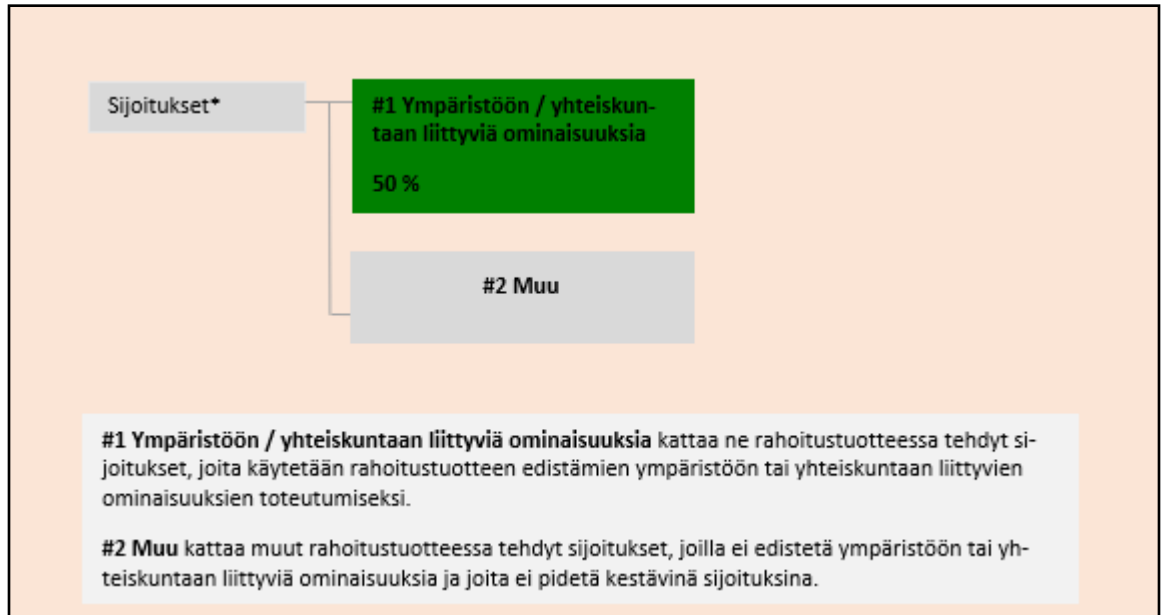 Sijoitukset*
#1 Ympäristöön / yhteiskun-
taan liittyviä ominaisuuksia
50 %
#2 Muu
#1 Ympäristöön / yhteiskuntaan liittyviä ominaisuuksia kattaa ne rahoitustuotteessa tehdyt si-
joitukset, joita käytetään rahoitustuotteen edistämien ympäristöön tai yhteiskuntaan liittyvien
ominaisuuksien toteutumiseksi.
#2 Muu kattaa muut rahoitustuotteessa tehdyt sijoitukset, joilla ei edistetä ympäristöön tai yh-
teiskuntaan liittyviä ominaisuuksia ja joita ei pidetä kestävinä sijoituksina.